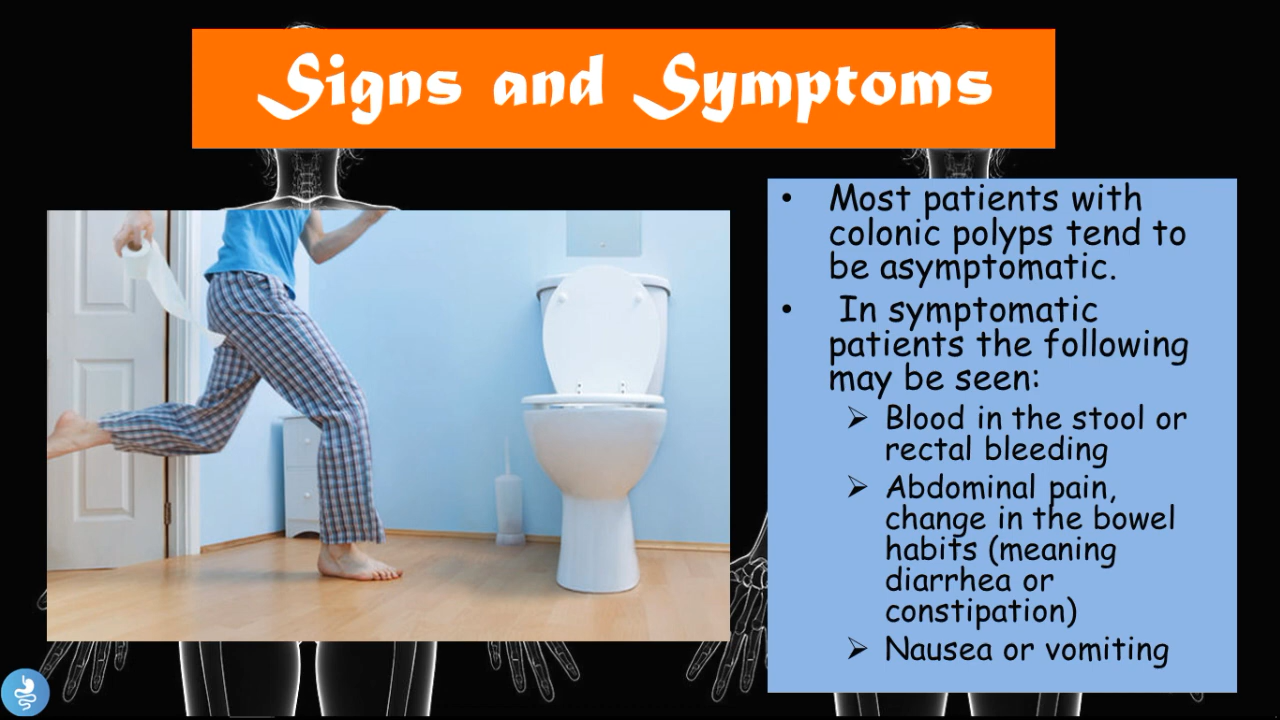 Signs and Symptoms
• Most patients with
colonic polyps tend to
be asymptomatic.
• In symptomatic
patients the following
may be seen:
➢ Blood in the stool or
rectal bleeding
➢ Abdominal pain,
change in the bowel
habits (meaning
diarrhea or
constipation)
➢ Nausea or vomiting